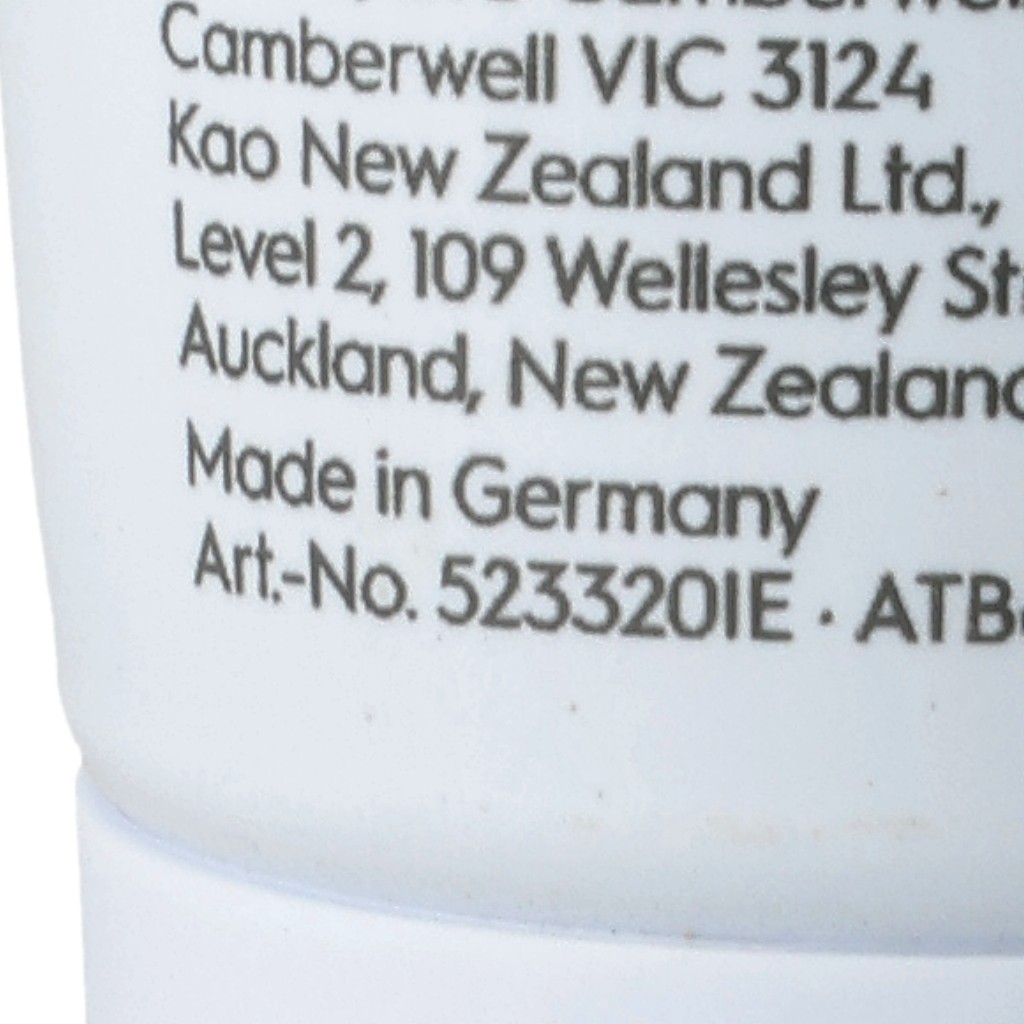 Camberwell VIC 3124
Kao New Zealand Ltd.,
Level 2, 109 Wellesley
Auckland, New Zealand
Made in Germany
Art.-No. 523320IE ·